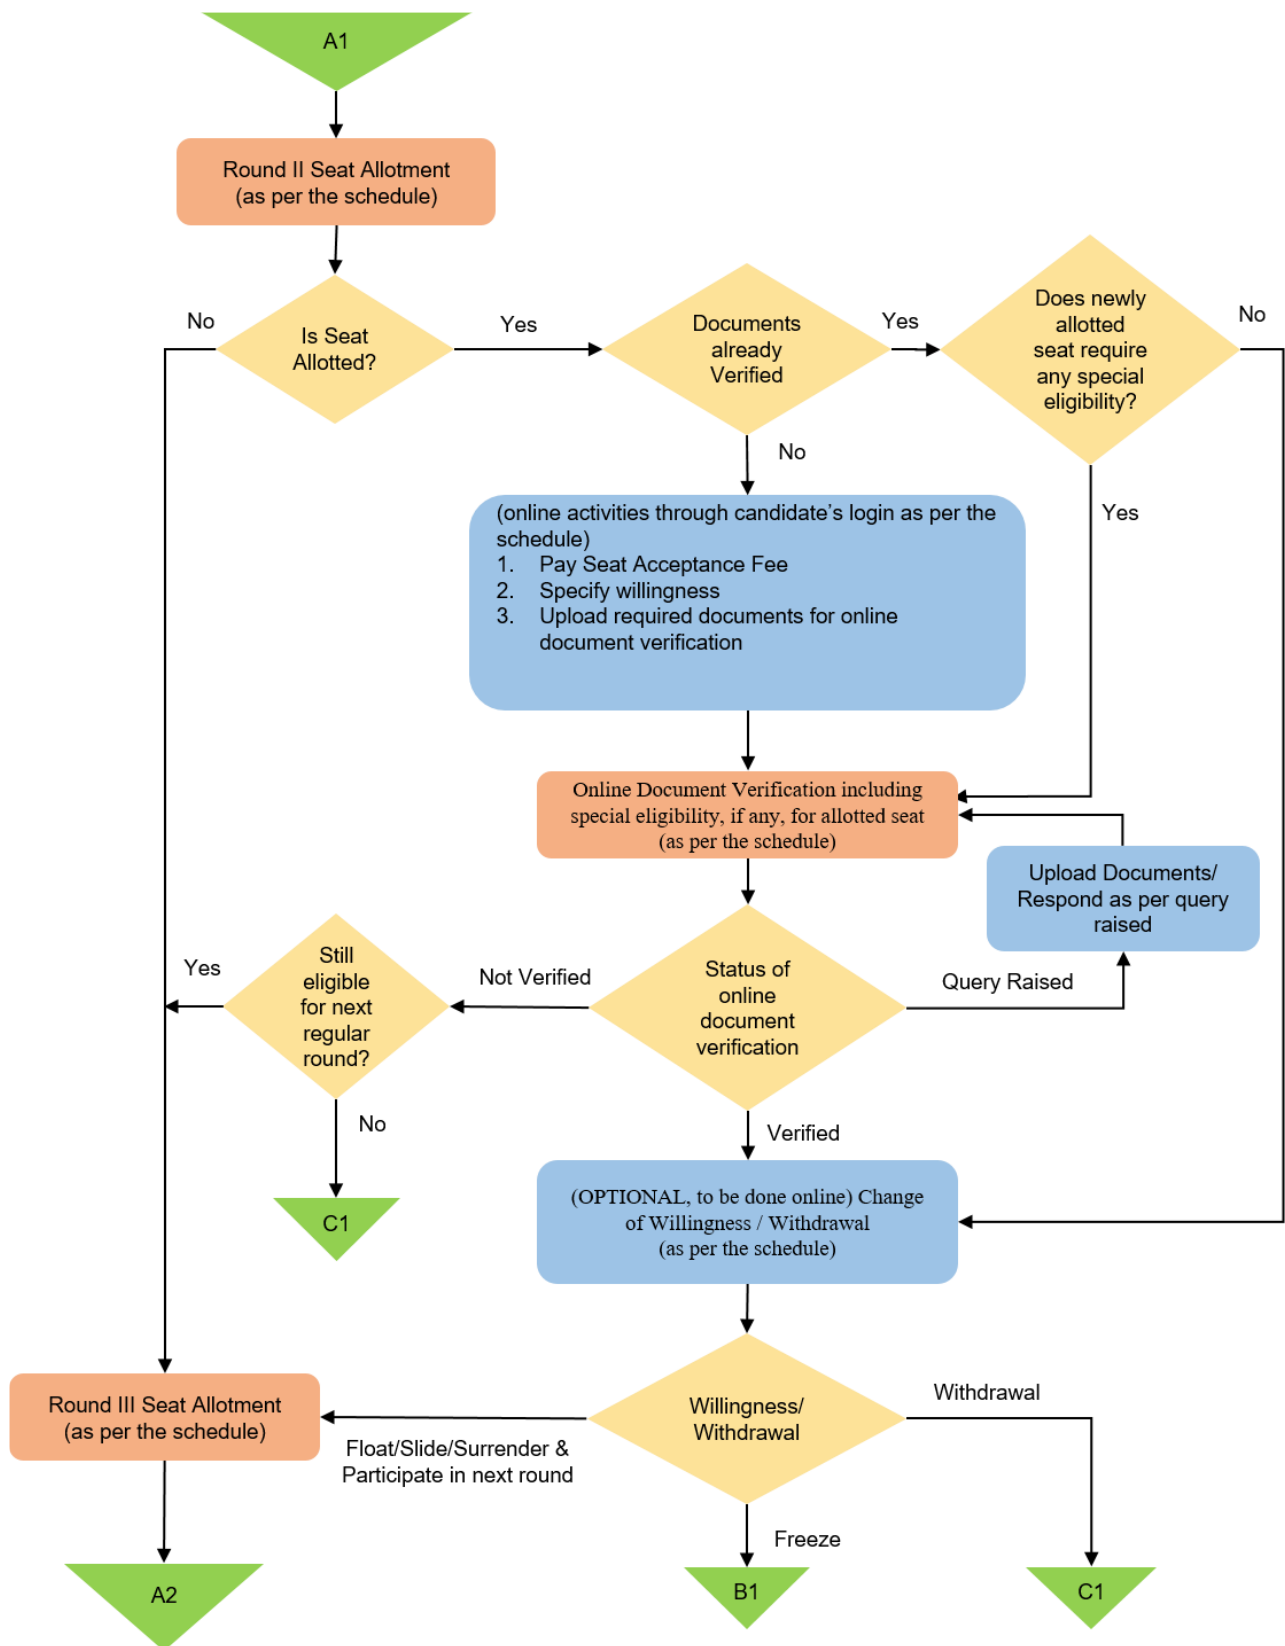 A1
Round II Seat Allotment
(as per the schedule)
No
Is Seat
Allotted?
Yes
Documents
already
Verified
Yes
Does newly
allotted
seat require
any special
eligibility?
No
No
Yes
(online activities through candidate’s login as per the
schedule)
1. Pay Seat Acceptance Fee
2. Specify willingness
3. Upload required documents for online
document verification
Online Document Verification including
special eligibility, if any, for allotted seat
(as per the schedule)
Upload Documents/
Respond as per query
raised
Yes
Still
eligible
for next
regular
round?
Not Verified
Status of
online
document
verification
Query Raised
No
Verified
C1
(OPTIONAL, to be done online) Change
of Willingness / Withdrawal
(as per the schedule)
Round III Seat Allotment
(as per the schedule)
Float/Slide/Surrender &
Participate in next round
Willingness/
Withdrawal
Withdrawal
Freeze
A2
B1
C1